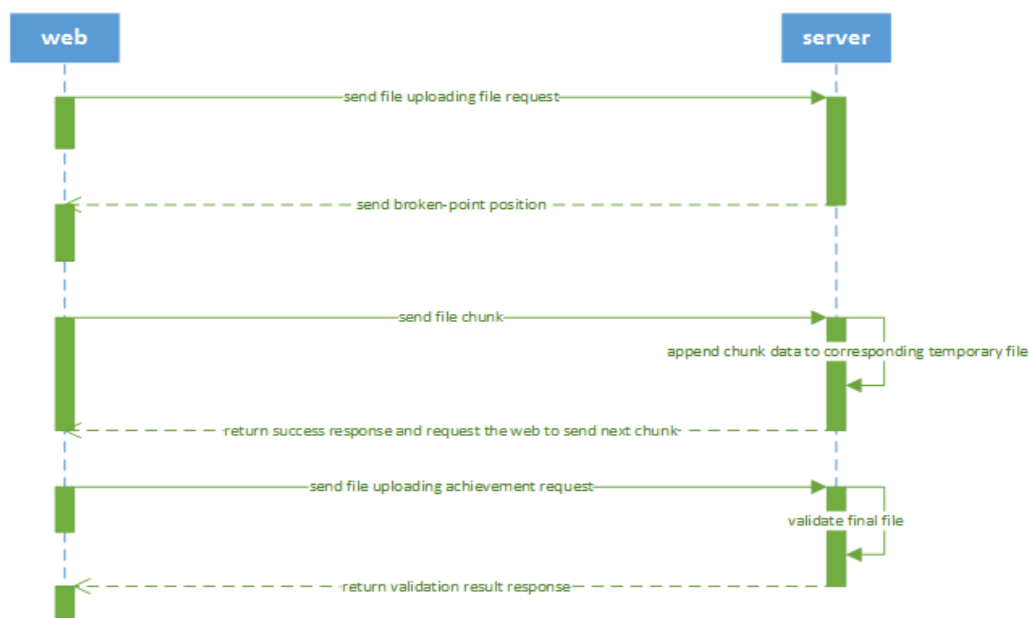 web
server
send file uploading file request
send broken-point position
send file chunk
append chunk data to corresponding temporary file
return success response and request the web to send next chunk
send file uploading achievement request
validate final file
return validation result response